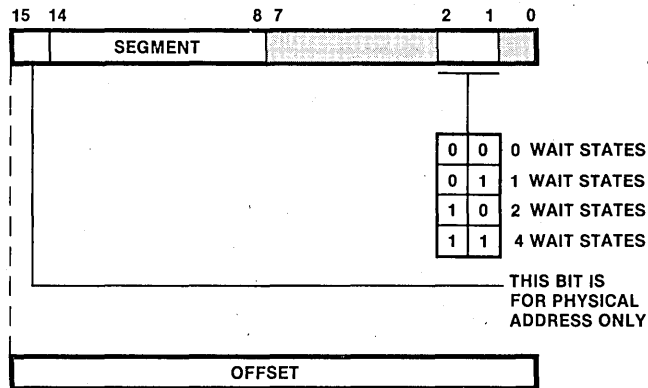 15 14 8 7 2 1 0
SEGMENT
0 0 0 WAIT STATES
0 1 1 WAIT STATES
1 0 2 WAIT STATES
1 1 4 WAIT STATES
THIS BIT IS
FOR PHYSICAL
ADDRESS ONLY
OFFSET